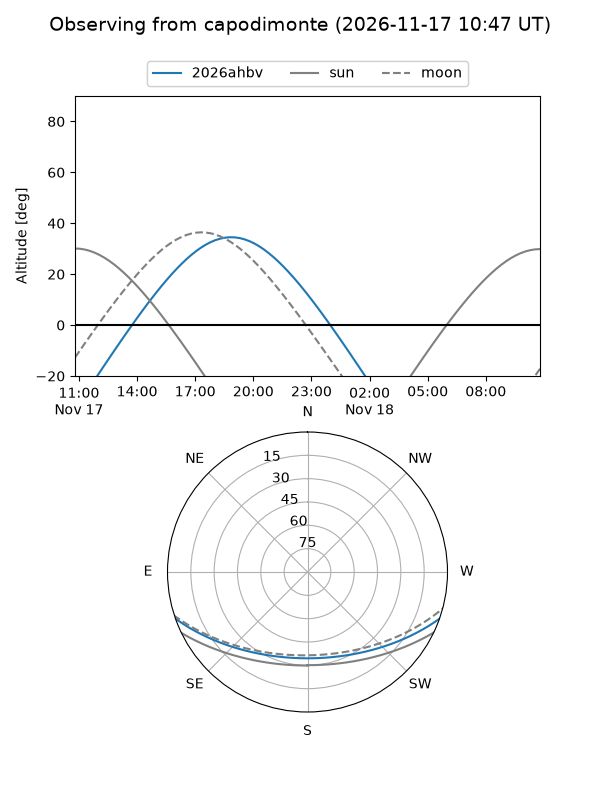 Observing from capodimonte (2026-11-17 10:47 UT)
2026ahbv sun moon
Altitude [deg]
80
60
40
20
0
−20
11:00 14:00 17:00 20:00 23:00 02:00 05:00 08:00
Nov 17 Nov 18
N
NE NW
15
30
45
60
75
E W
SE SW
S